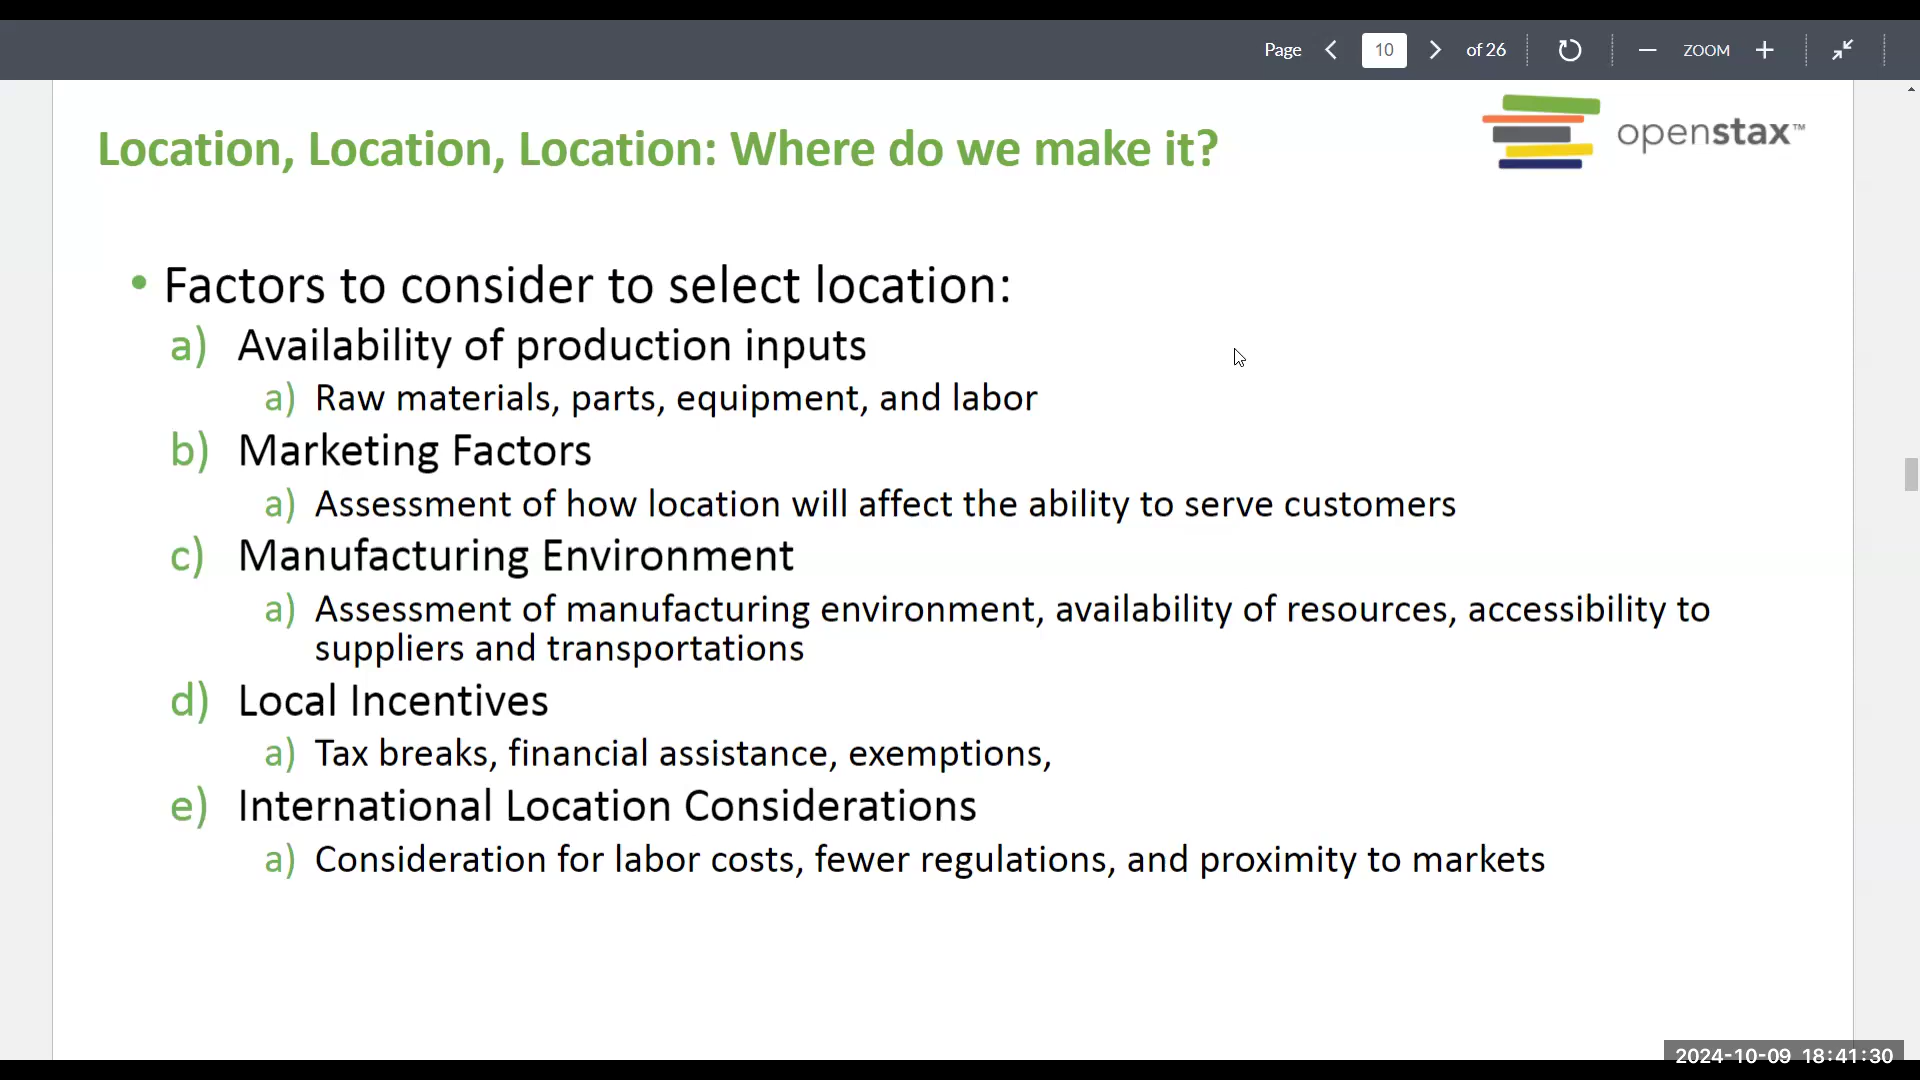 Page 10 of 26 ZOOM
openstax™
Location, Location, Location: Where do we make it?
• Factors to consider to select location:
a) Availability of production inputs
a) Raw materials, parts, equipment, and labor
b) Marketing Factors
a) Assessment of how location will affect the ability to serve customers
c) Manufacturing Environment
a) Assessment of manufacturing environment, availability of resources, accessibility to
suppliers and transportations
d) Local Incentives
a) Tax breaks, financial assistance, exemptions,
e) International Location Considerations
a) Consideration for labor costs, fewer regulations, and proximity to markets
2024-10-09 18:41:30